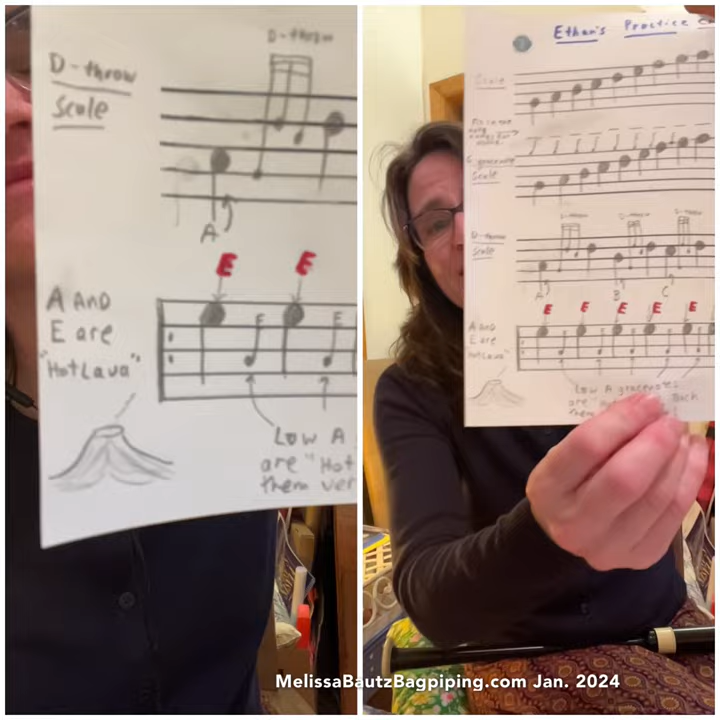 D-throw
D-throw
Scale
A
E E
A AND
E are
"Hot Lava"
E E
Low A
are "Hot
them ver
Ethan's Practice
Scale
G gracenote
Scale
D-throw D-throw D-throw
D-throw
Scale
A B C
E E E E E
A AND
E are
"Hot Lava"
Low A gracenotes
are
them
MelissaBautzBagpiping.com Jan. 2024